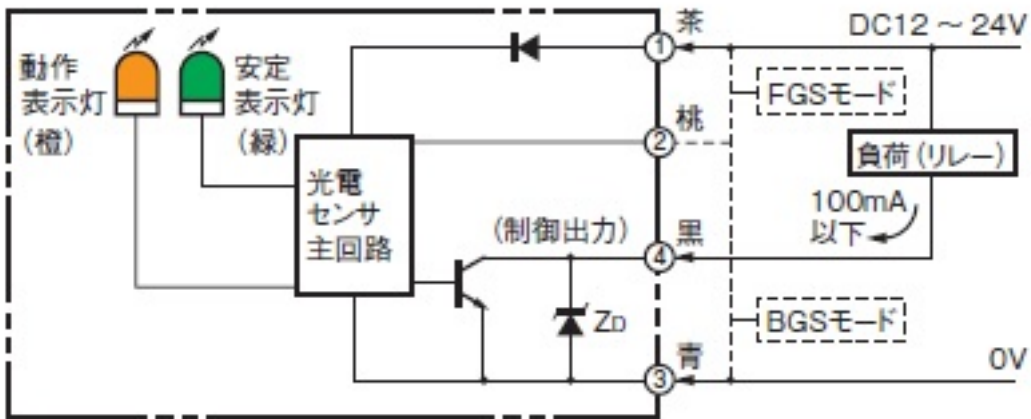 動作
表示灯
(橙)
安定
表示灯
(緑)
光電
センサ
主回路
(制御出力)
ZD
① 茶
② 桃
④ 黒
③ 青
DC12 ～ 24V
FGSモード
負荷(リレー)
100mA
以下
BGSモード
0V